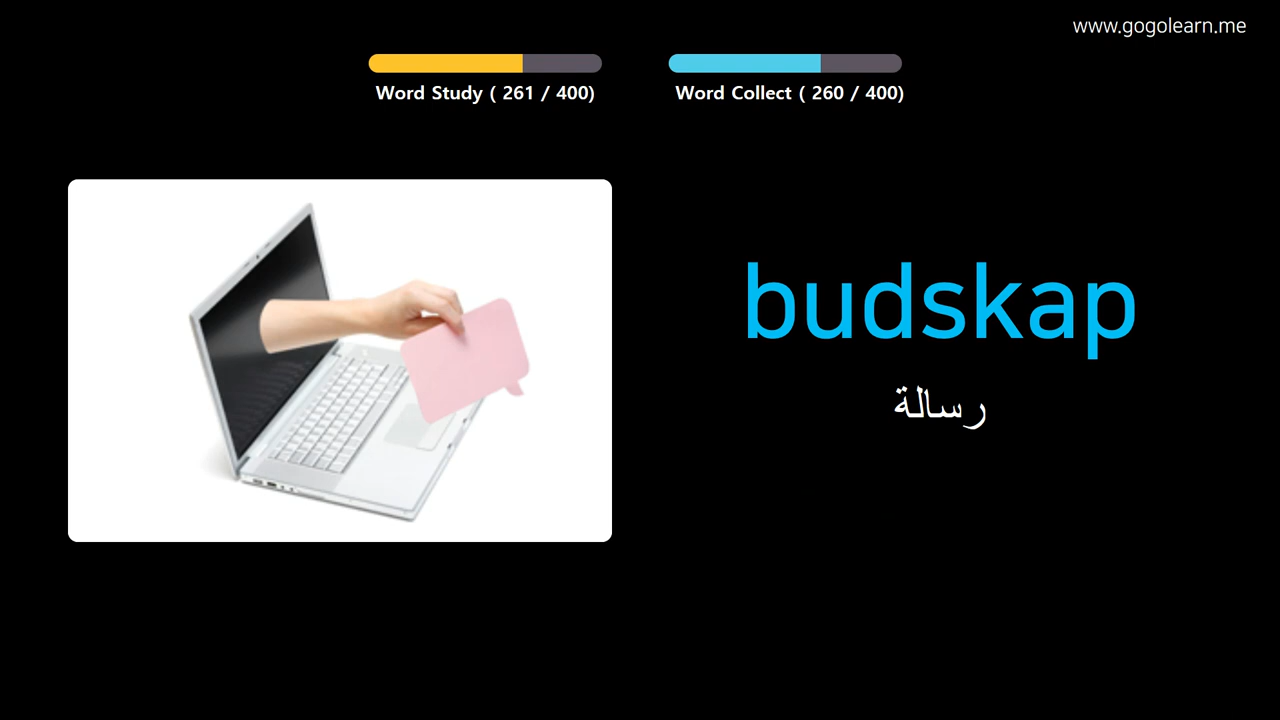 www.gogolearn.me
Word Study ( 261 / 400)
Word Collect ( 260 / 400)
budskap
رسالة